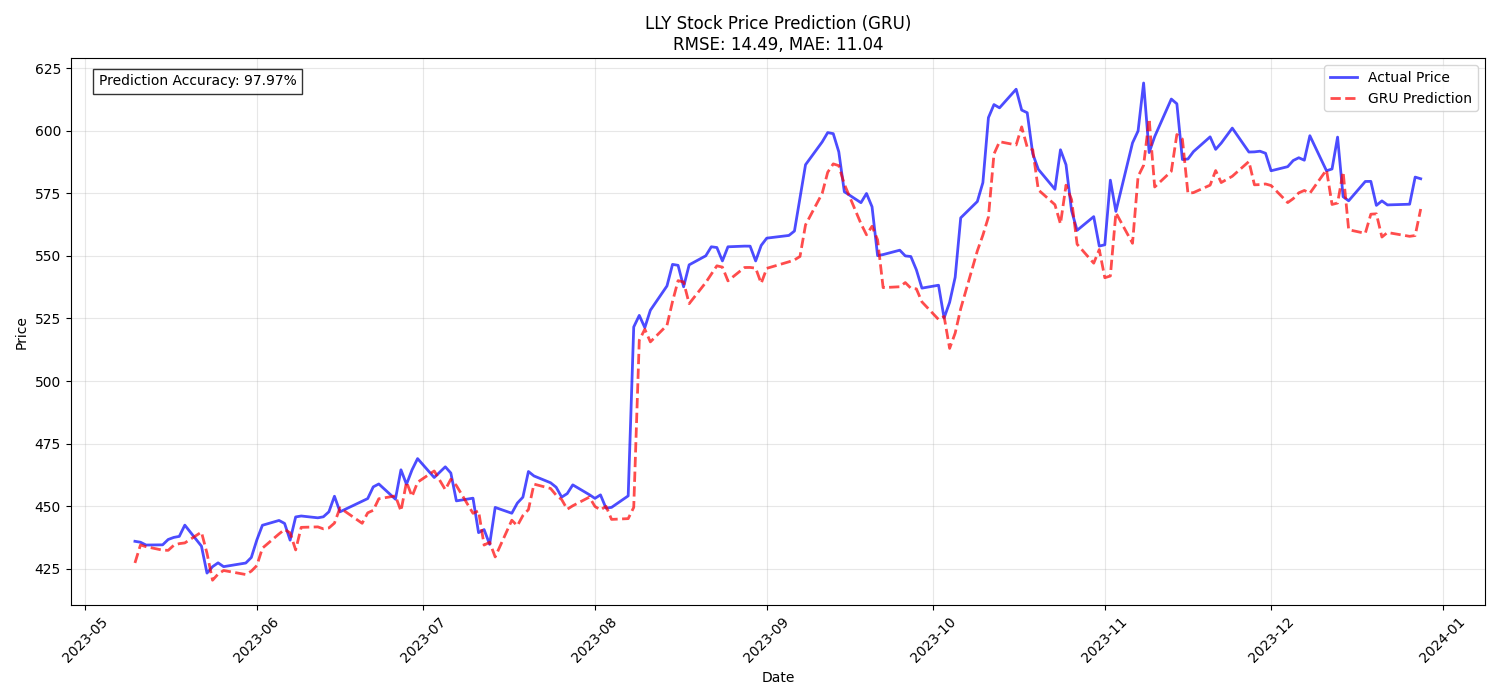 LLY Stock Price Prediction (GRU)
RMSE: 14.49, MAE: 11.04
Prediction Accuracy: 97.97%
Actual Price
GRU Prediction
Price
625
600
575
550
525
500
475
450
425
2023-05
2023-06
2023-07
2023-08
2023-09
2023-10
2023-11
2023-12
2024-01
Date